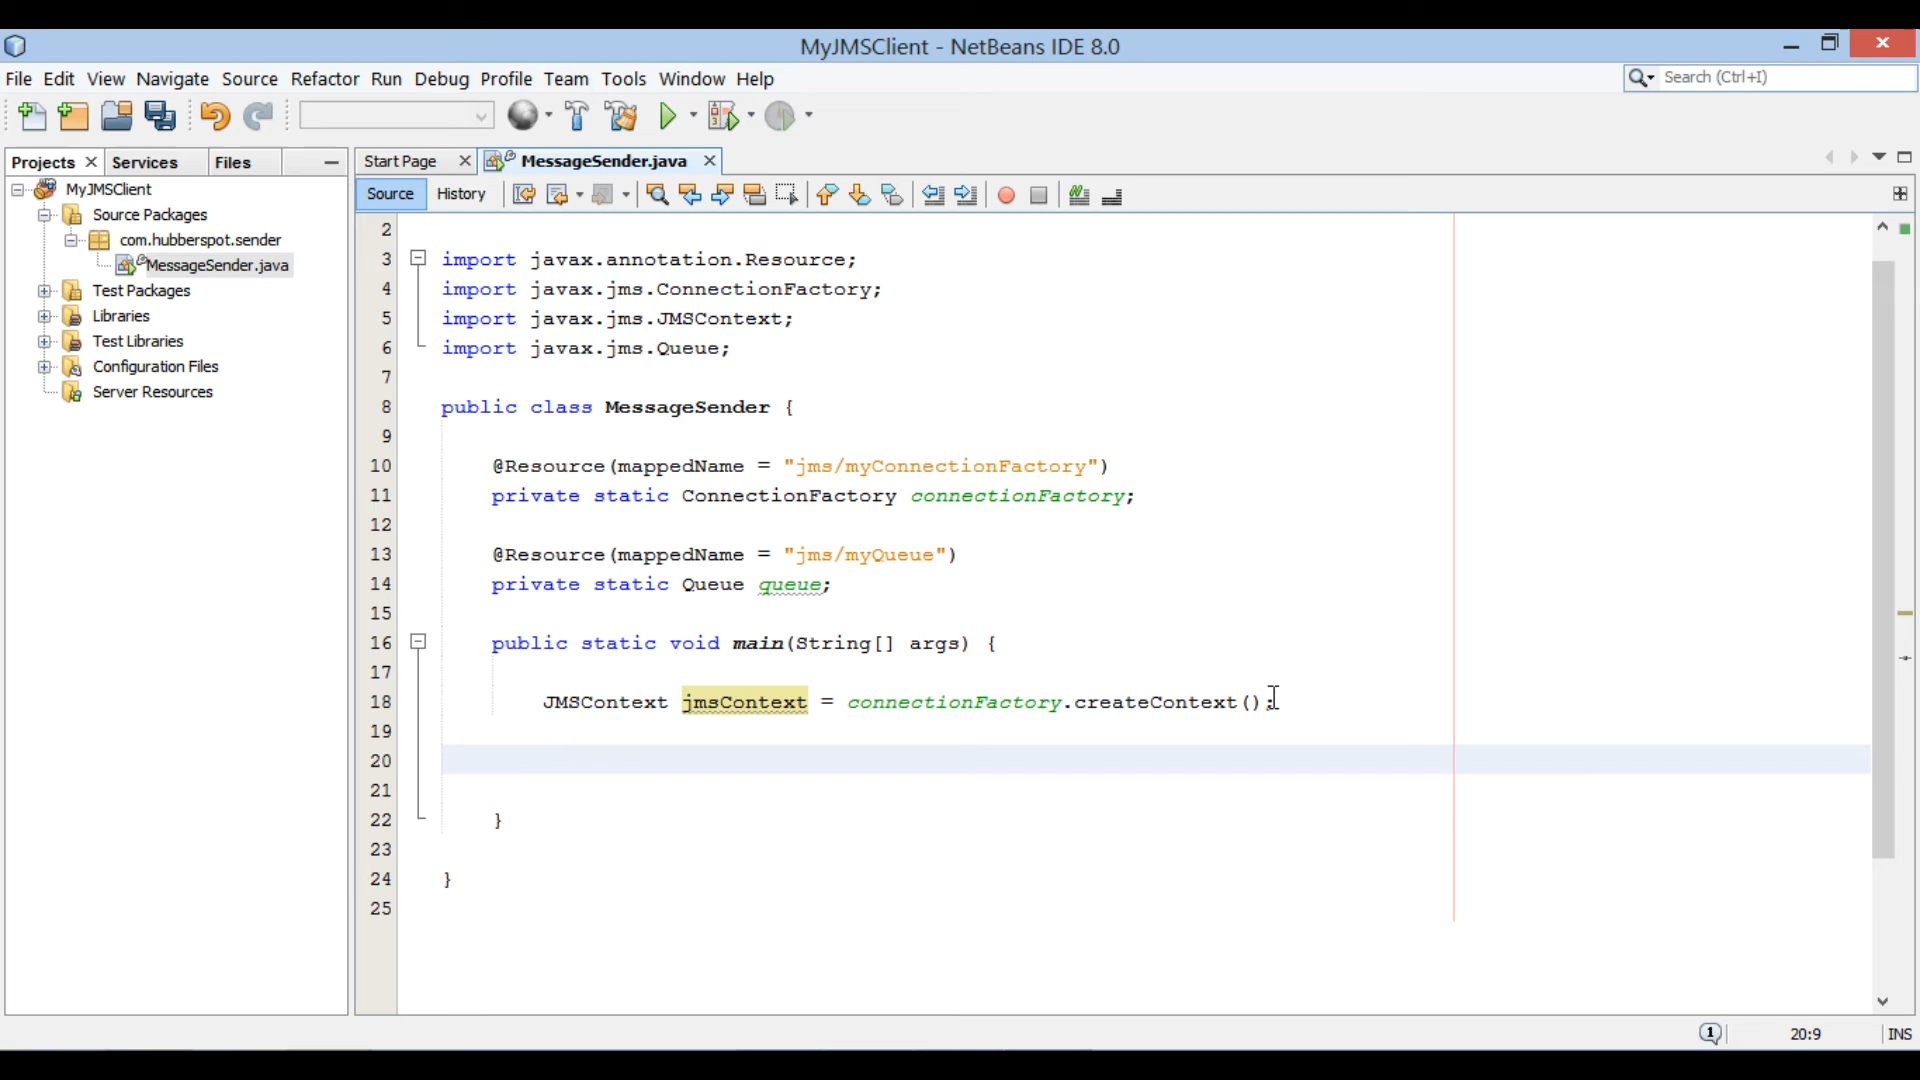 MyJMSClient - NetBeans IDE 8.0
File Edit View Navigate Source Refactor Run Debug Profile Team Tools Window Help
Search (Ctrl+I)
Projects Services Files
Start Page MessageSender.java
MyJMSClient
Source Packages
com.hubberspot.sender
MessageSender.java
Test Packages
Libraries
Test Libraries
Configuration Files
Server Resources
Source History
2
3 import javax.annotation.Resource;
4 import javax.jms.ConnectionFactory;
5 import javax.jms.JMSContext;
6 import javax.jms.Queue;
7
8 public class MessageSender {
9
10 @Resource(mappedName = "jms/myConnectionFactory")
11 private static ConnectionFactory connectionFactory;
12
13 @Resource(mappedName = "jms/myQueue")
14 private static Queue queue;
15
16 public static void main(String[] args) {
17
18 JMSContext jmsContext = connectionFactory.createContext();
19
20
21
22 }
23
24 }
25
1 20:9 INS